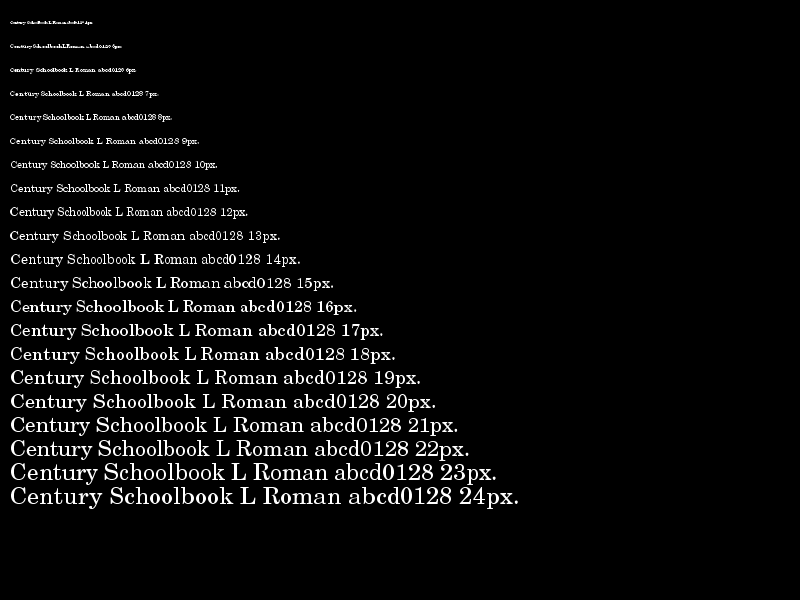 Century Schoolbook L Roman abcd0128 4px.
Century Schoolbook L Roman abcd0128 5px.
Century Schoolbook L Roman abcd0128 6px.
Century Schoolbook L Roman abcd0128 7px.
Century Schoolbook L Roman abcd0128 8px.
Century Schoolbook L Roman abcd0128 9px.
Century Schoolbook L Roman abcd0128 10px.
Century Schoolbook L Roman abcd0128 11px.
Century Schoolbook L Roman abcd0128 12px.
Century Schoolbook L Roman abcd0128 13px.
Century Schoolbook L Roman abcd0128 14px.
Century Schoolbook L Roman abcd0128 15px.
Century Schoolbook L Roman abcd0128 16px.
Century Schoolbook L Roman abcd0128 17px.
Century Schoolbook L Roman abcd0128 18px.
Century Schoolbook L Roman abcd0128 19px.
Century Schoolbook L Roman abcd0128 20px.
Century Schoolbook L Roman abcd0128 21px.
Century Schoolbook L Roman abcd0128 22px.
Century Schoolbook L Roman abcd0128 23px.
Century Schoolbook L Roman abcd0128 24px.